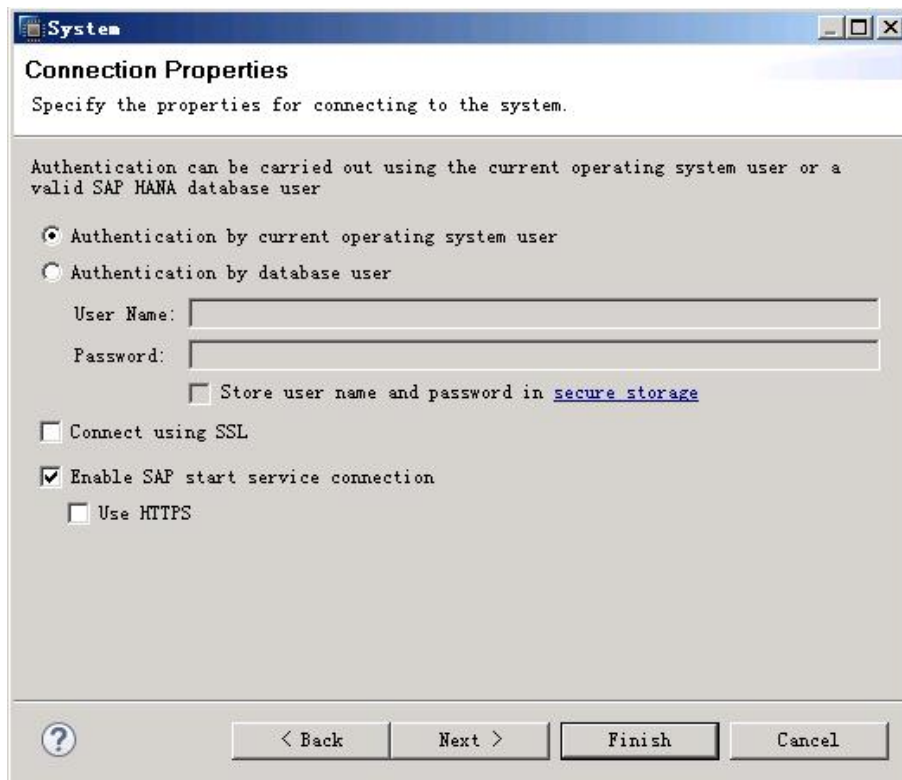 System
Connection Properties
Specify the properties for connecting to the system.
Authentication can be carried out using the current operating system user or a
valid SAP HANA database user
Authentication by current operating system user
Authentication by database user
User Name:
Password:
Store user name and password in secure storage
Connect using SSL
Enable SAP start service connection
Use HTTPS
? < Back Next > Finish Cancel